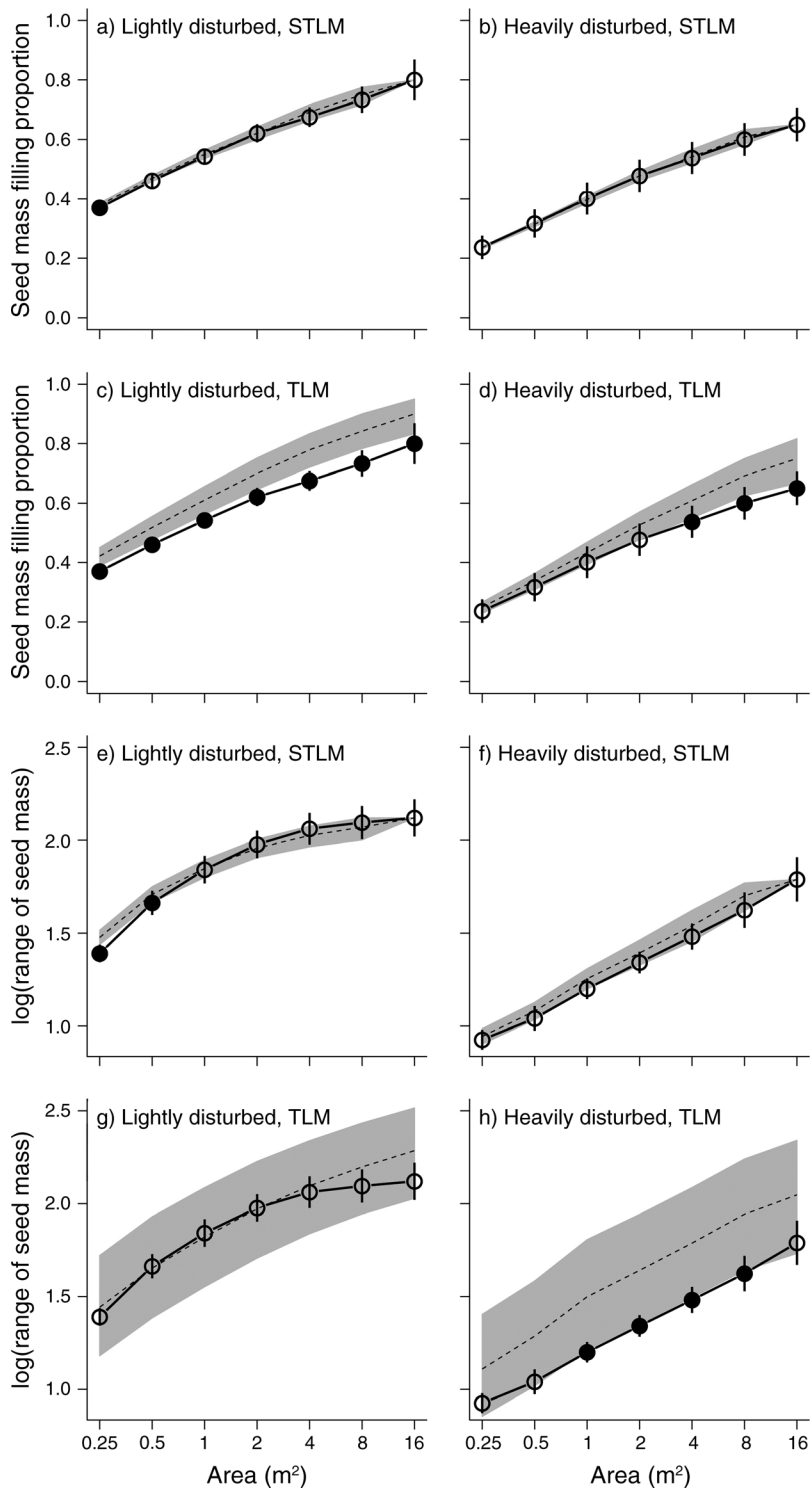 a) Lightly disturbed, STLM
b) Heavily disturbed, STLM
Seed mass filling proportion
1.0
0.8
0.6
0.4
0.2
0.0
c) Lightly disturbed, TLM
d) Heavily disturbed, TLM
Seed mass filling proportion
1.0
0.8
0.6
0.4
0.2
0.0
e) Lightly disturbed, STLM
f) Heavily disturbed, STLM
log(range of seed mass)
2.5
2.0
1.5
1.0
g) Lightly disturbed, TLM
h) Heavily disturbed, TLM
log(range of seed mass)
2.5
2.0
1.5
1.0
0.25 0.5 1 2 4 8 16
0.25 0.5 1 2 4 8 16
Area (m²)
Area (m²)